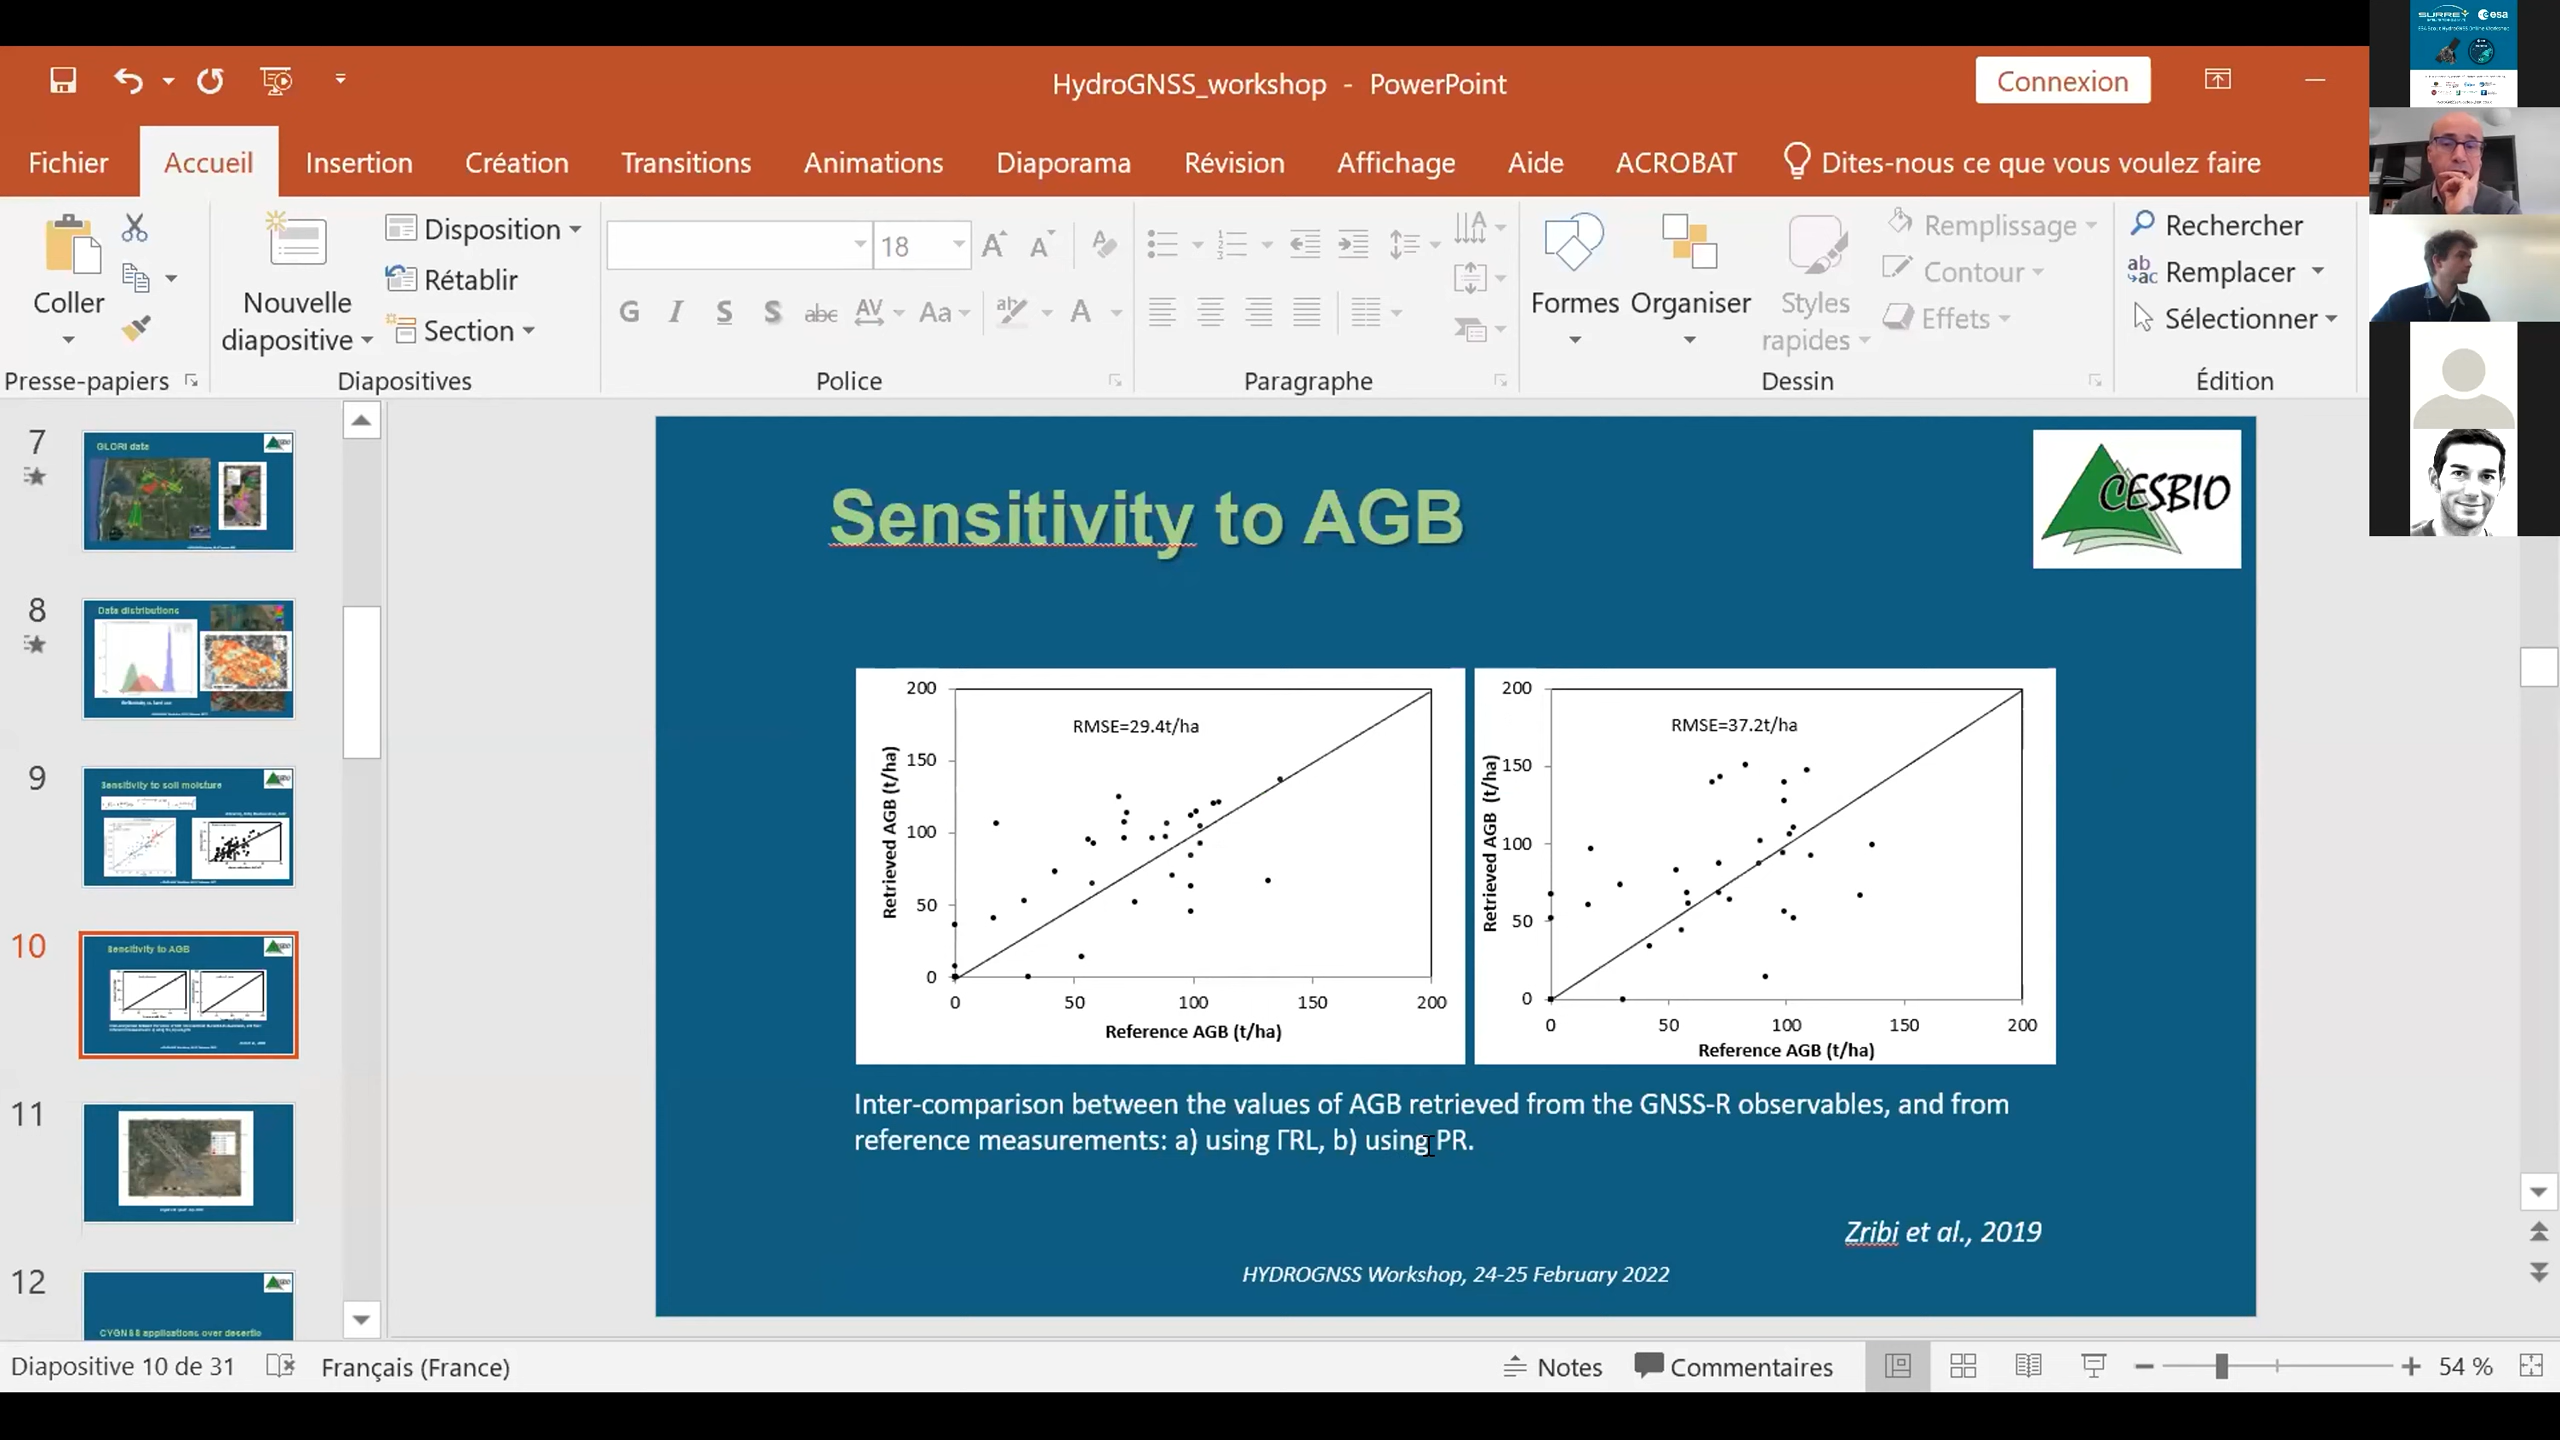 HydroGNSS_workshop - PowerPoint
Connexion
Fichier
Accueil
Insertion
Création
Transitions
Animations
Diaporama
Révision
Affichage
Aide
ACROBAT
Dites-nous ce que vous voulez faire
Coller
Presse-papiers
Nouvelle
diapositive
Disposition
Rétablir
Section
Diapositives
18
G I S S abc AV Aa
Police
Paragraphe
Formes
Organiser
Styles
rapides
Remplissage
Contour
Effets
Dessin
Rechercher
Remplacer
Sélectionner
Édition
7
GLORI data
8
Data distributions
9
Sensitivity to soil moisture
10
Sensitivity to AGB
11
12
CYGNSS applications over desertic
Sensitivity to AGB
CESBIO
RMSE=29.4t/ha
Retrieved AGB (t/ha)
200
150
100
50
0
0 50 100 150 200
Reference AGB (t/ha)
RMSE=37.2t/ha
Retrieved AGB (t/ha)
200
150
100
50
0
0 50 100 150 200
Reference AGB (t/ha)
Inter-comparison between the values of AGB retrieved from the GNSS-R observables, and from
reference measurements: a) using ΓRL, b) using PR.
Zribi et al., 2019
HYDROGNSS Workshop, 24-25 February 2022
Diapositive 10 de 31
Français (France)
Notes
Commentaires
54 %
SURREY
esa